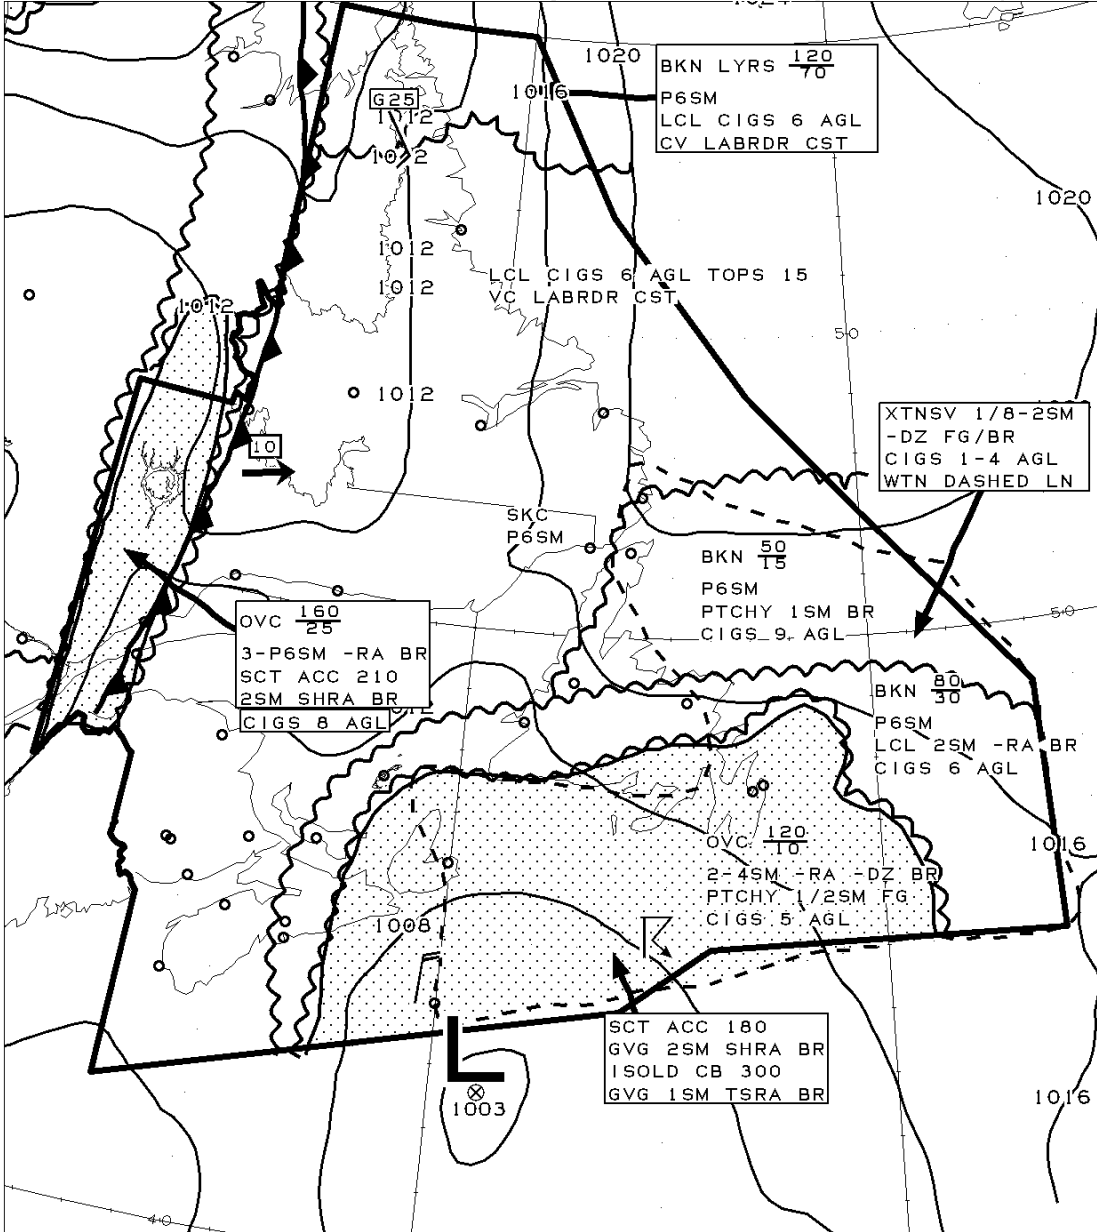 1020
BKN LYRS 120/70
P6SM
LCL CIGS 6 AGL
CV LABRDR CST
1016
G25
1012
1012
1020
1012
LCL CIGS 6 AGL TOPS 15
VC LABRDR CST
1012
1012
50
1012
XTNSV 1/8-2SM
-DZ FG/BR
CIGS 1-4 AGL
WTN DASHED LN
10
SKC
P6SM
BKN 50/15
P6SM
PTCHY 1SM BR
CIGS 9 AGL
50
OVC 160/25
3-P6SM -RA BR
SCT ACC 210
2SM SHRA BR
CIGS 8 AGL
BKN 80/30
P6SM
LCL 2SM -RA BR
CIGS 6 AGL
OVC 120/10
2-4SM -RA -DZ BR
PTCHY 1/2SM FG
CIGS 5 AGL
1016
1008
SCT ACC 180
GVG 2SM SHRA BR
ISOLD CB 300
GVG 1SM TSRA BR
L
1003
1016
40